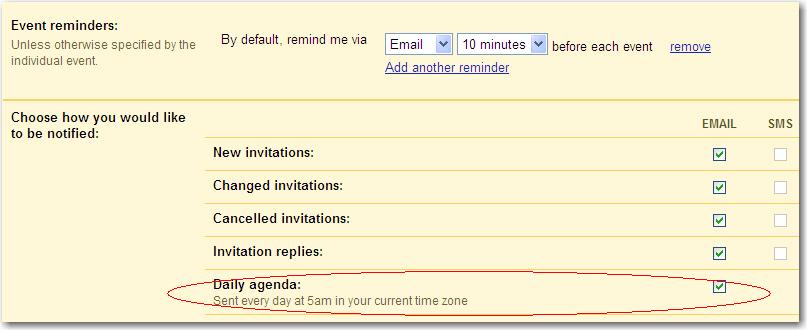 Event reminders:
Unless otherwise specified by the
individual event.
By default, remind me via Email 10 minutes before each event remove
Add another reminder
Choose how you would like
to be notified:
EMAIL SMS
New invitations:
Changed invitations:
Cancelled invitations:
Invitation replies:
Daily agenda:
Sent every day at 5am in your current time zone